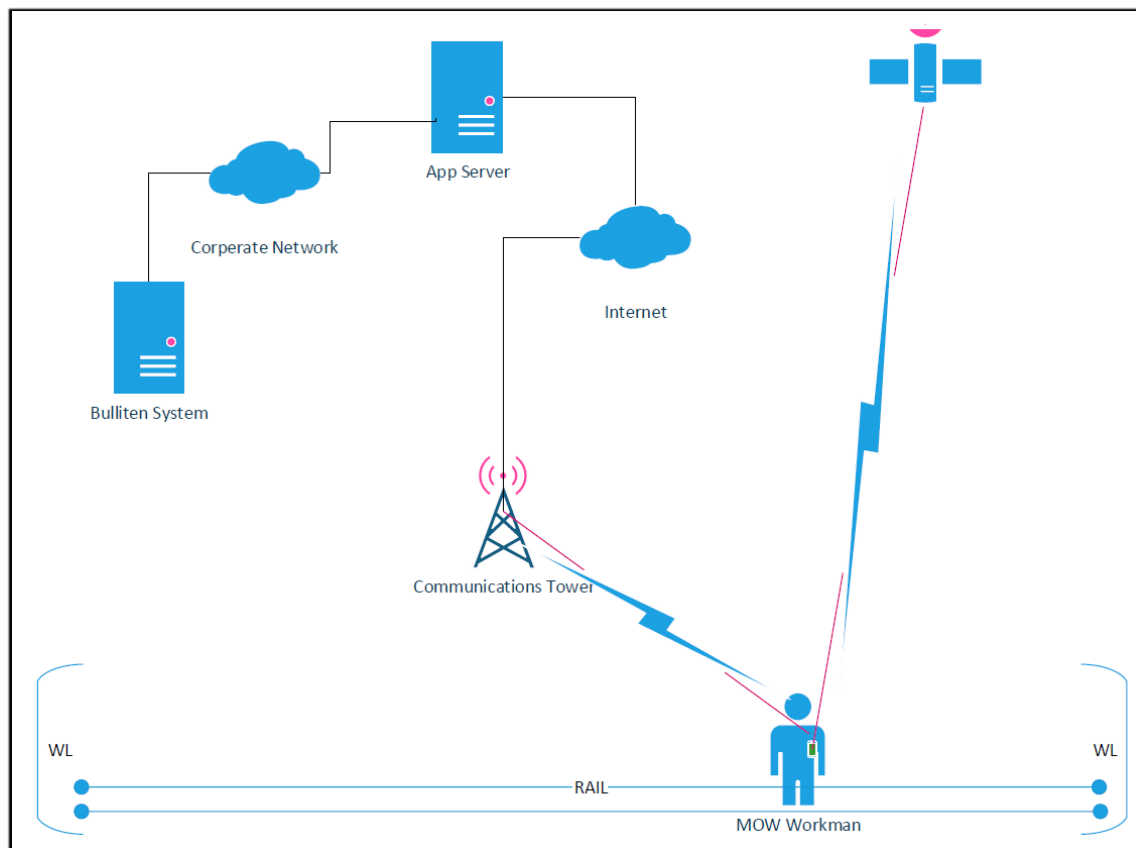 App Server
Corperate Network
Internet
Bulliten System
Communications Tower
WL
WL
RAIL
MOW Workman